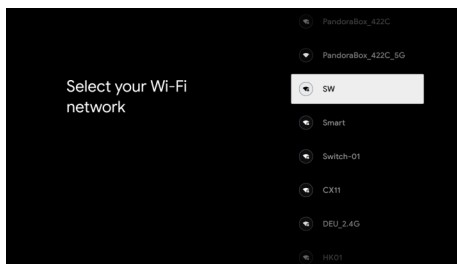 Select your Wi-Fi
network
PandoraBox_422C
PandoraBox_422C_5G
SW
Smart
Switch-01
CX11
DEU_2.4G
HK01